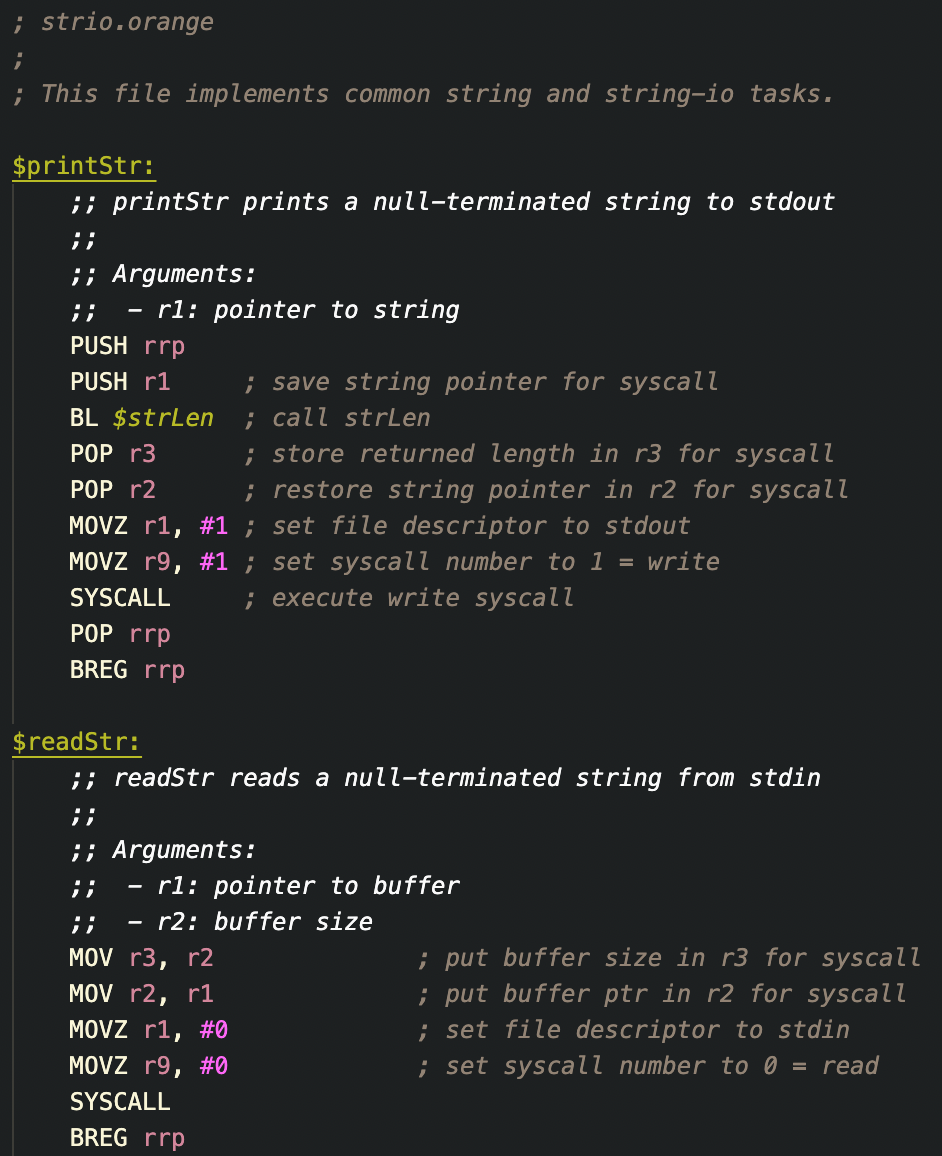 ; strio.orange
;
; This file implements common string and string-io tasks.
$printStr:
;; printStr prints a null-terminated string to stdout
;;
;; Arguments:
;;  - r1: pointer to string
PUSH rrp
PUSH r1     ; save string pointer for syscall
BL $strLen  ; call strLen
POP r3      ; store returned length in r3 for syscall
POP r2      ; restore string pointer in r2 for syscall
MOVZ r1, #1 ; set file descriptor to stdout
MOVZ r9, #1 ; set syscall number to 1 = write
SYSCALL     ; execute write syscall
POP rrp
BREG rrp
$readStr:
;; readStr reads a null-terminated string from stdin
;;
;; Arguments:
;;  - r1: pointer to buffer
;;  - r2: buffer size
MOV r3, r2              ; put buffer size in r3 for syscall
MOV r2, r1              ; put buffer ptr in r2 for syscall
MOVZ r1, #0             ; set file descriptor to stdin
MOVZ r9, #0             ; set syscall number to 0 = read
SYSCALL
BREG rrp